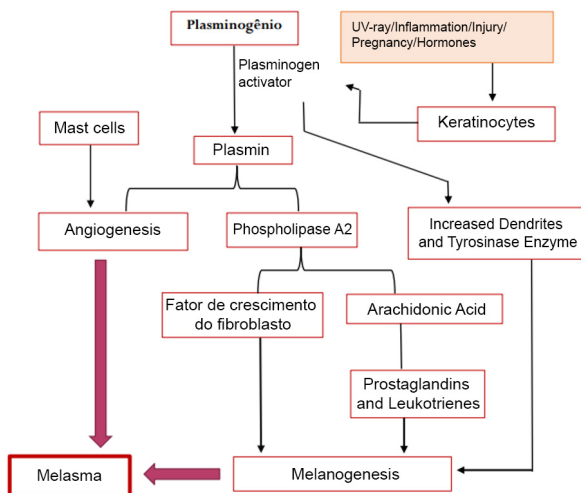 Plasminogênio
UV-ray/Inflammation/Injury/
Pregnancy/Hormones
Plasminogen
activator
Keratinocytes
Mast cells
Plasmin
Angiogenesis
Phospholipase A2
Increased Dendrites
and Tyrosinase Enzyme
Fator de crescimento
do fibroblasto
Arachidonic Acid
Prostaglandins
and Leukotrienes
Melasma
Melanogenesis